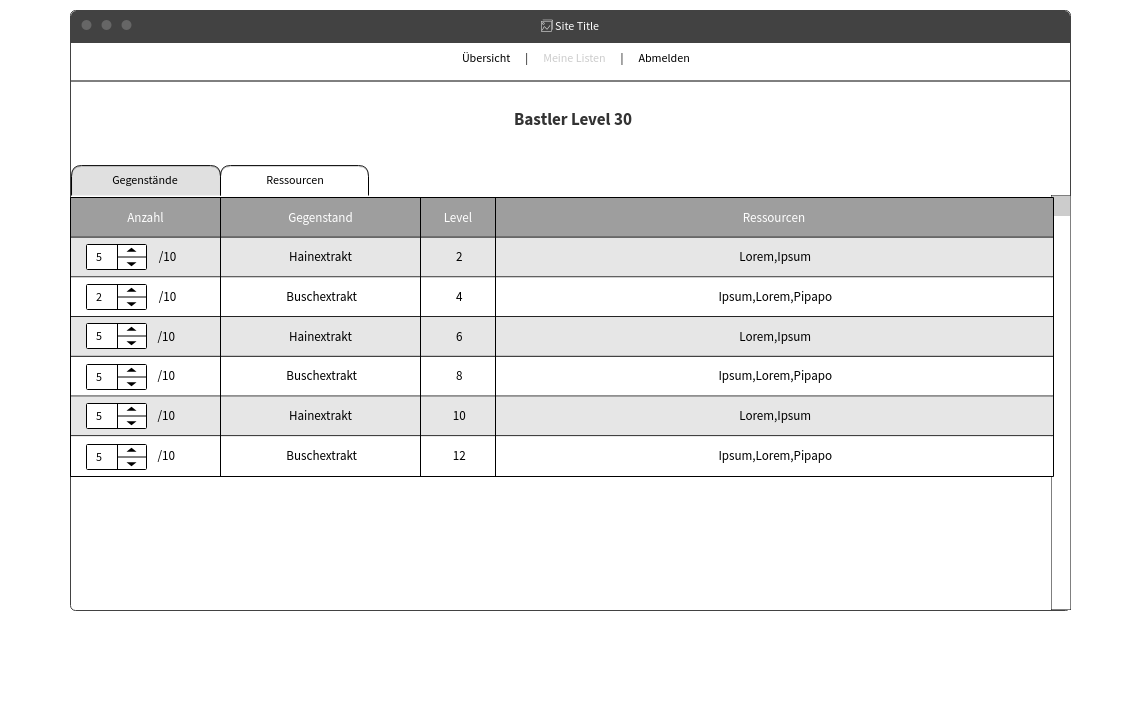 Site Title
Übersicht | Meine Listen | Abmelden
Bastler Level 30
Gegenstände Ressourcen
Anzahl Gegenstand Level Ressourcen
5 /10 Hainextrakt 2 Lorem,Ipsum
2 /10 Buschextrakt 4 Ipsum,Lorem,Pipapo
5 /10 Hainextrakt 6 Lorem,Ipsum
5 /10 Buschextrakt 8 Ipsum,Lorem,Pipapo
5 /10 Hainextrakt 10 Lorem,Ipsum
5 /10 Buschextrakt 12 Ipsum,Lorem,Pipapo